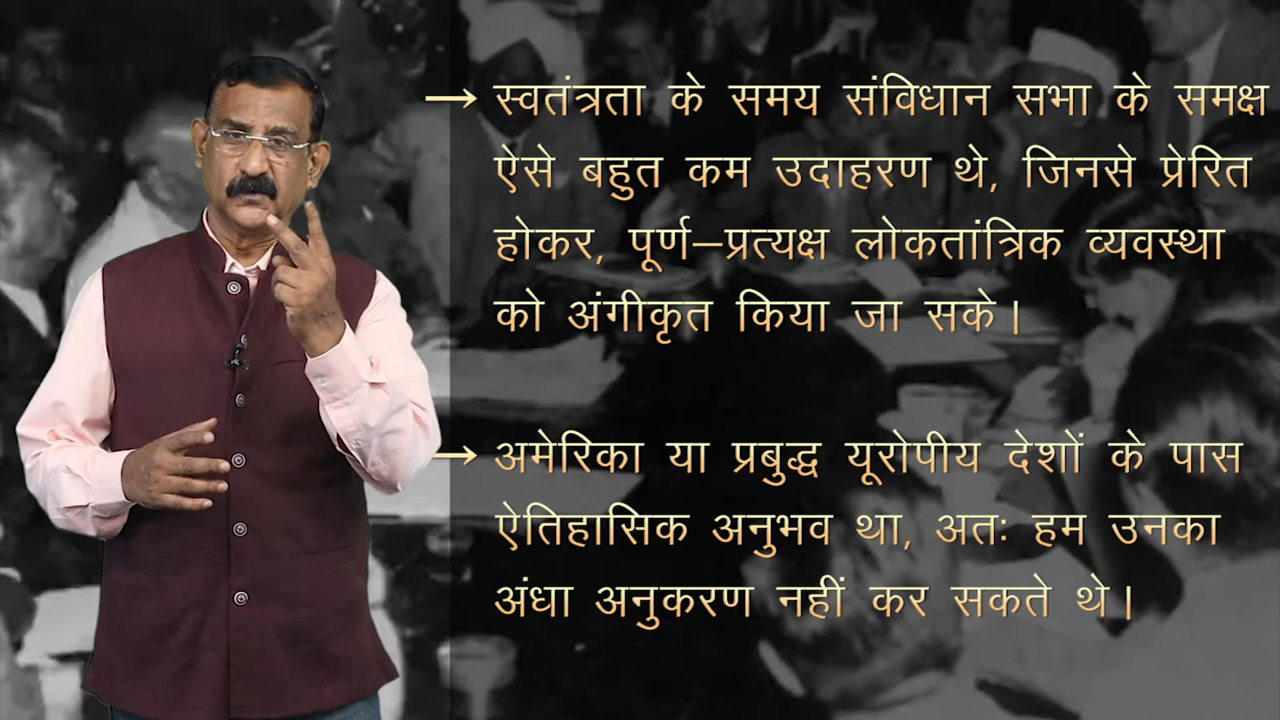 → स्वतंत्रता के समय संविधान सभा के समक्ष
ऐसे बहुत कम उदाहरण थे, जिनसे प्रेरित
होकर, पूर्ण–प्रत्यक्ष लोकतांत्रिक व्यवस्था
को अंगीकृत किया जा सके।
→ अमेरिका या प्रबुद्ध यूरोपीय देशों के पास
ऐतिहासिक अनुभव था, अतः हम उनका
अंधा अनुकरण नहीं कर सकते थे।